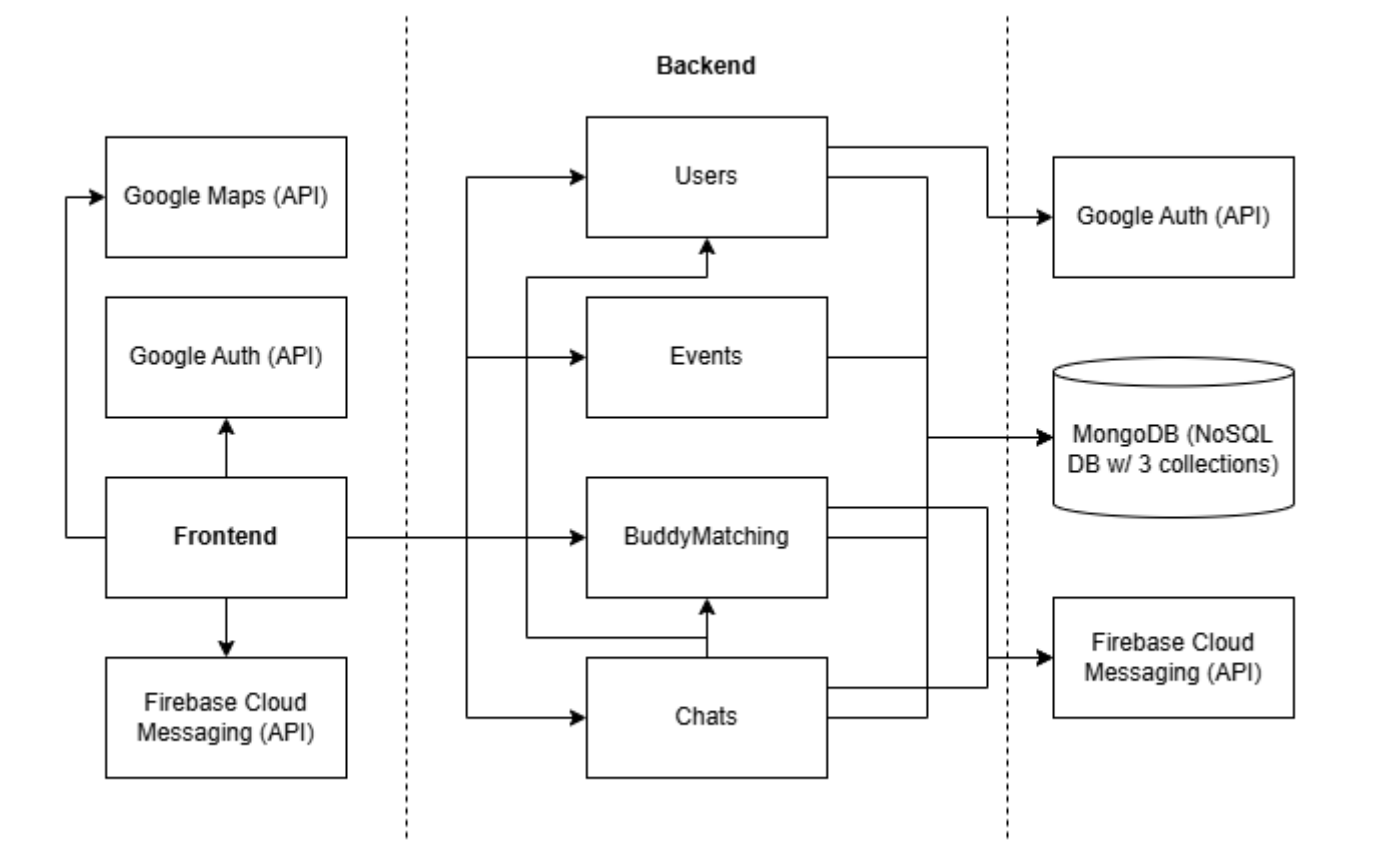 Backend
Google Maps (API)
Google Auth (API)
Frontend
Firebase Cloud
Messaging (API)
Users
Events
BuddyMatching
Chats
Google Auth (API)
MongoDB (NoSQL
DB w/ 3 collections)
Firebase Cloud
Messaging (API)